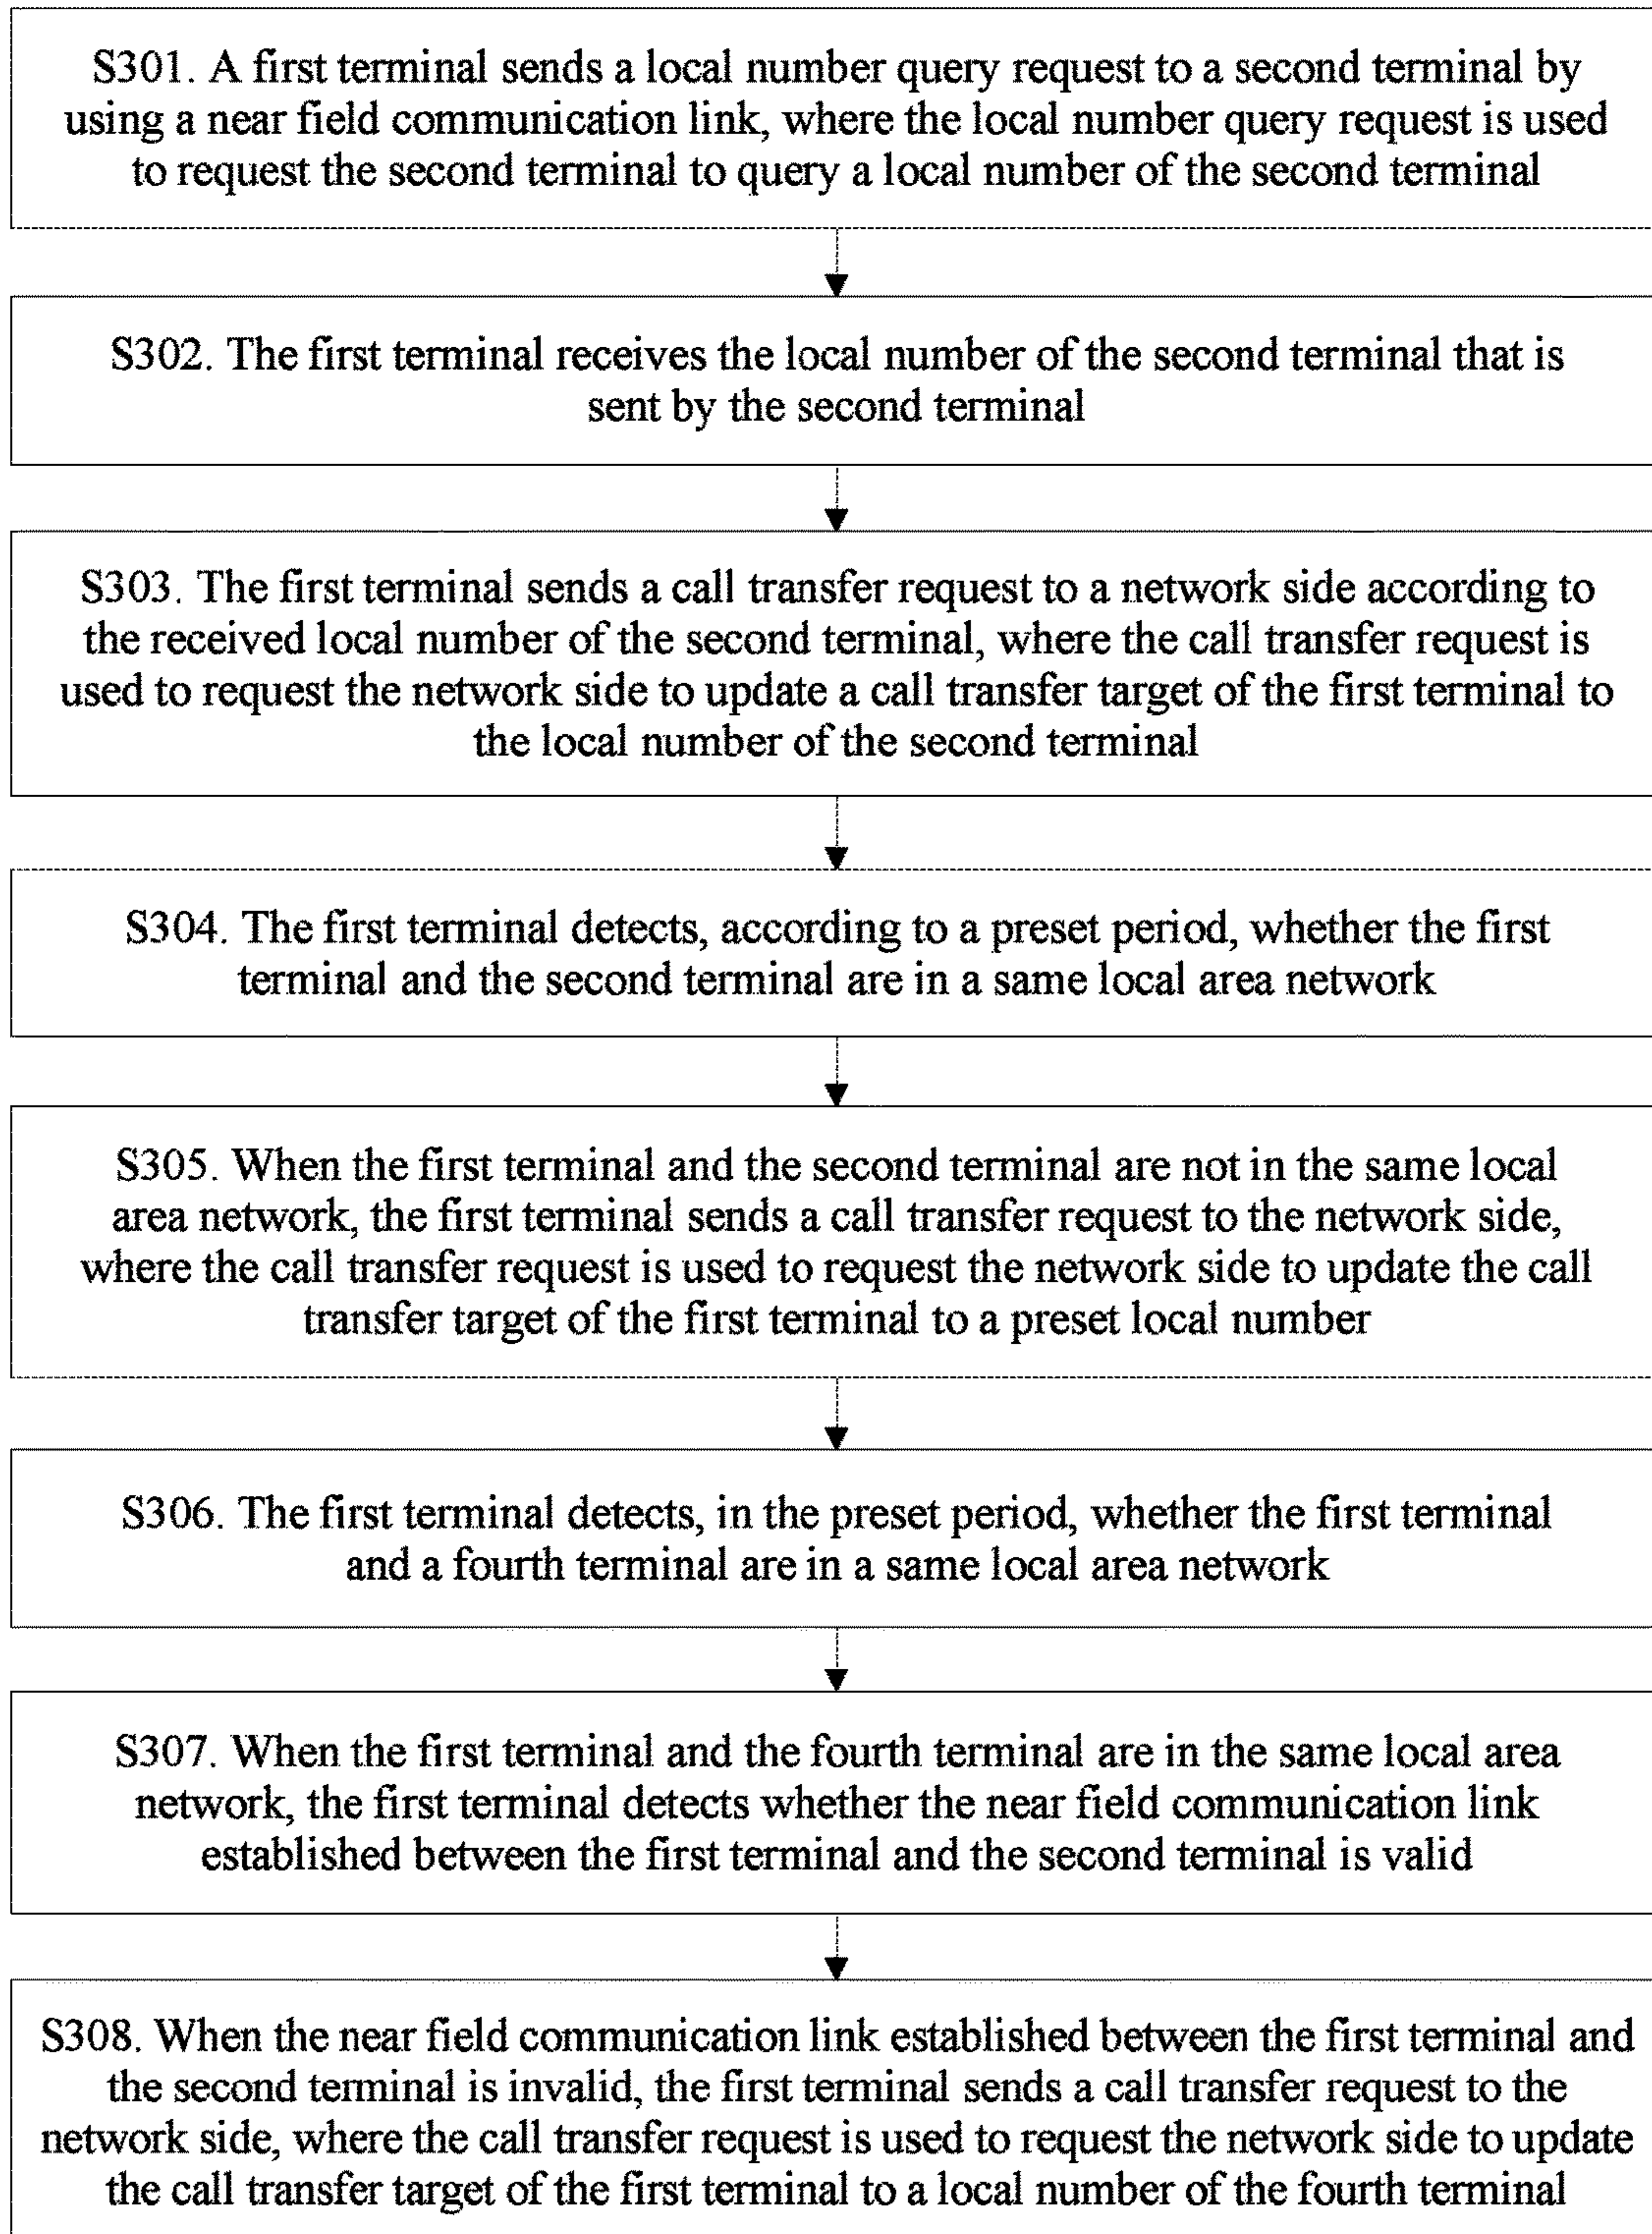 S301. A first terminal sends a local number query request to a second terminal by
using a near field communication link, where the local number query request is used
to request the second terminal to query a local number of the second terminal
S302. The first terminal receives the local number of the second terminal that is
sent by the second terminal
S303. The first terminal sends a call transfer request to a network side according to
the received local number of the second terminal, where the call transfer request is
used to request the network side to update a call transfer target of the first terminal to
the local number of the second terminal
S304. The first terminal detects, according to a preset period, whether the first
terminal and the second terminal are in a same local area network
S305. When the first terminal and the second terminal are not in the same local
area network, the first terminal sends a call transfer request to the network side,
where the call transfer request is used to request the network side to update the call
transfer target of the first terminal to a preset local number
S306. The first terminal detects, in the preset period, whether the first terminal
and a fourth terminal are in a same local area network
S307. When the first terminal and the fourth terminal are in the same local area
network, the first terminal detects whether the near field communication link
established between the first terminal and the second terminal is valid
S308. When the near field communication link established between the first terminal and
the second terminal is invalid, the first terminal sends a call transfer request to the
network side, where the call transfer request is used to request the network side to update
the call transfer target of the first terminal to a local number of the fourth terminal